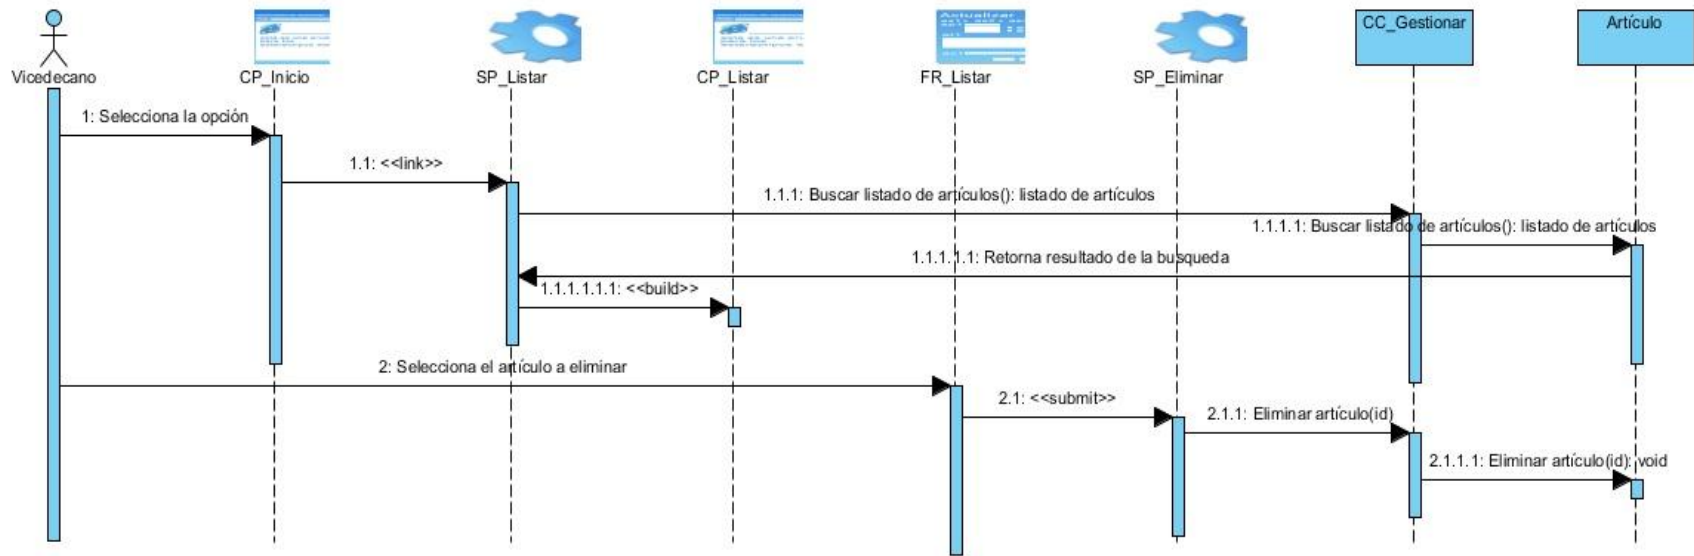 Actualizar
CC_Gestionar
Artículo
Vicedecano
CP_Inicio
SP_Listar
CP_Listar
FR_Listar
SP_Eliminar
1: Selecciona la opción
1.1: <<link>>
1.1.1: Buscar listado de artículos(): listado de artículos
1.1.1.1: Buscar listado de artículos(): listado de artículos
1.1.1.1.1: Retorna resultado de la busqueda
1.1.1.1.1.1: <<build>>
2: Selecciona el artículo a eliminar
2.1: <<submit>>
2.1.1: Eliminar artículo(id)
2.1.1.1: Eliminar artículo(id): void